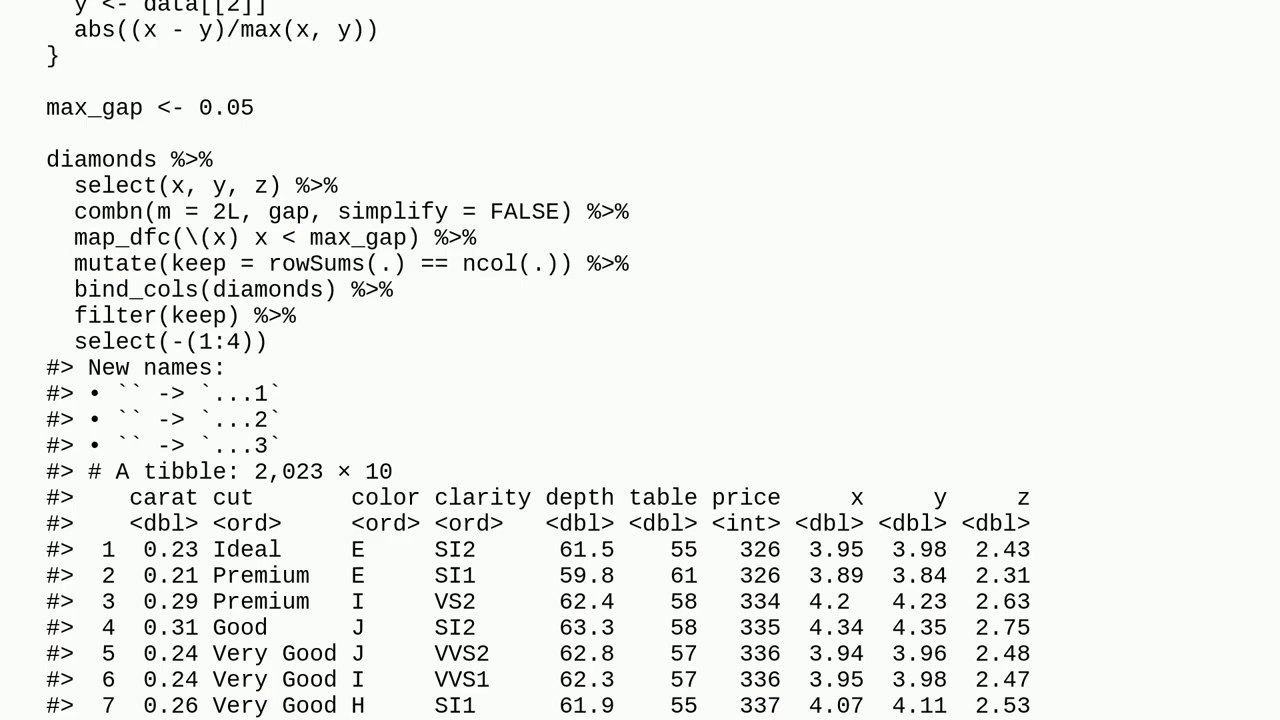 y <- data[[2]]
abs((x - y)/max(x, y))
}
max_gap <- 0.05
diamonds %>%
select(x, y, z) %>%
combn(m = 2L, gap, simplify = FALSE) %>%
map_dfc(\(x) x < max_gap) %>%
mutate(keep = rowSums(.) == ncol(.)) %>%
bind_cols(diamonds) %>%
filter(keep) %>%
select(-(1:4))
#> New names:
#> • `` -> `...1`
#> • `` -> `...2`
#> • `` -> `...3`
#> # A tibble: 2,023 × 10
#>    carat cut       color clarity depth table price     x     y     z
#>    <dbl> <ord>     <ord> <ord>   <dbl> <dbl> <int> <dbl> <dbl> <dbl>
#>  1  0.23 Ideal     E     SI2      61.5    55   326  3.95  3.98  2.43
#>  2  0.21 Premium   E     SI1      59.8    61   326  3.89  3.84  2.31
#>  3  0.29 Premium   I     VS2      62.4    58   334  4.2   4.23  2.63
#>  4  0.31 Good      J     SI2      63.3    58   335  4.34  4.35  2.75
#>  5  0.24 Very Good J     VVS2     62.8    57   336  3.94  3.96  2.48
#>  6  0.24 Very Good I     VVS1     62.3    57   336  3.95  3.98  2.47
#>  7  0.26 Very Good H     SI1      61.9    55   337  4.07  4.11  2.53